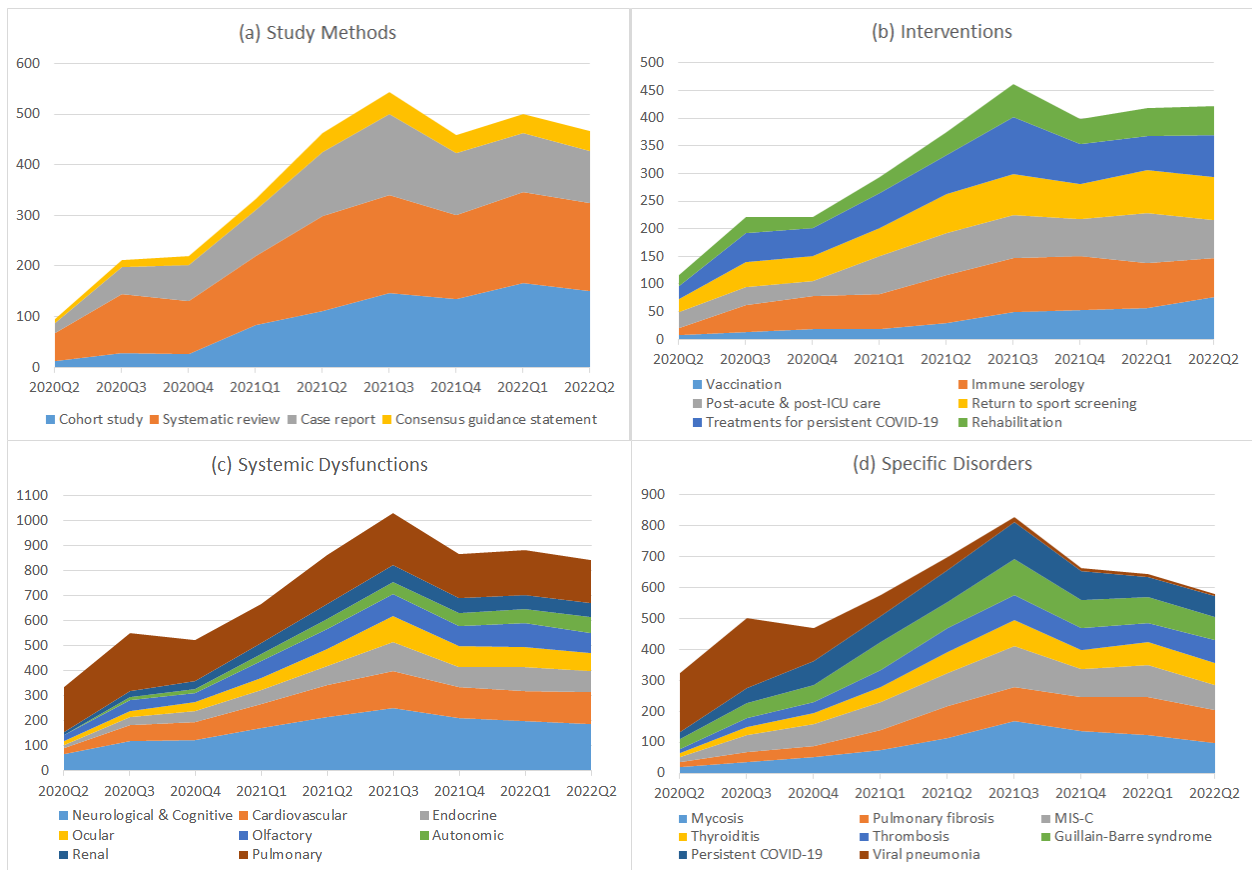 (a) Study Methods
600
500
400
300
200
100
0
2020Q2 2020Q3 2020Q4 2021Q1 2021Q2 2021Q3 2021Q4 2022Q1 2022Q2
Cohort study Systematic review Case report Consensus guidance statement
(b) Interventions
500
450
400
350
300
250
200
150
100
50
0
2020Q2 2020Q3 2020Q4 2021Q1 2021Q2 2021Q3 2021Q4 2022Q1 2022Q2
Vaccination Immune serology
Post-acute & post-ICU care Return to sport screening
Treatments for persistent COVID-19 Rehabilitation
(c) Systemic Dysfunctions
1100
1000
900
800
700
600
500
400
300
200
100
0
2020Q2 2020Q3 2020Q4 2021Q1 2021Q2 2021Q3 2021Q4 2022Q1 2022Q2
Neurological & Cognitive Cardiovascular Endocrine
Ocular Olfactory Autonomic
Renal Pulmonary
(d) Specific Disorders
900
800
700
600
500
400
300
200
100
0
2020Q2 2020Q3 2020Q4 2021Q1 2021Q2 2021Q3 2021Q4 2022Q1 2022Q2
Mycosis Pulmonary fibrosis MIS-C
Thyroiditis Thrombosis Guillain-Barre syndrome
Persistent COVID-19 Viral pneumonia